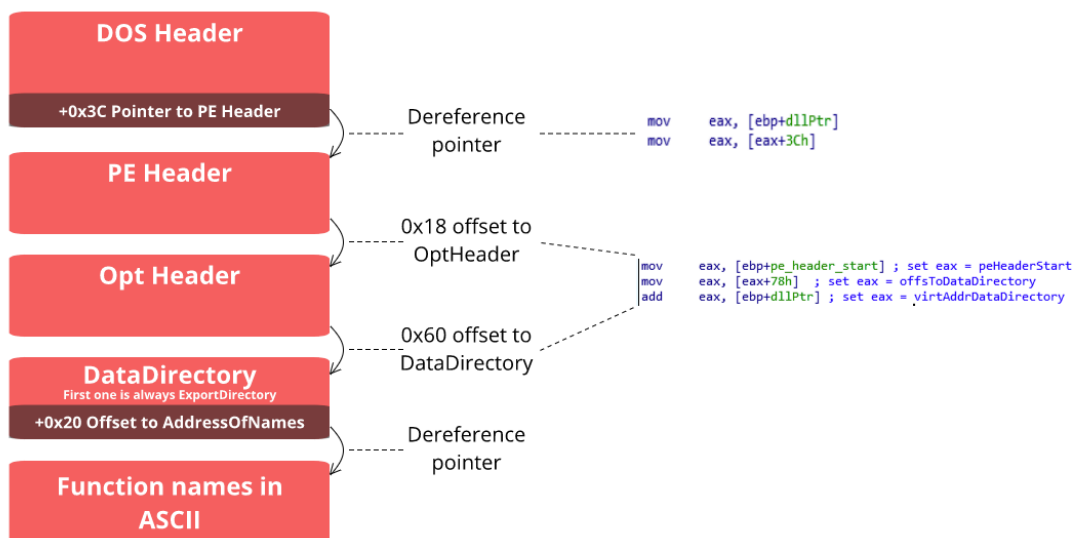 DOS Header
+0x3C Pointer to PE Header
Dereference
pointer
mov eax, [ebp+dllPtr]
mov eax, [eax+3Ch]
PE Header
0x18 offset to
OptHeader
Opt Header
mov eax, [ebp+pe_header_start] ; set eax = peHeaderStart
mov eax, [eax+78h] ; set eax = offsToDataDirectory
add eax, [ebp+dllPtr] ; set eax = virtAddrDataDirectory
0x60 offset to
DataDirectory
DataDirectory
First one is always ExportDirectory
+0x20 Offset to AddressOfNames
Dereference
pointer
Function names in
ASCII